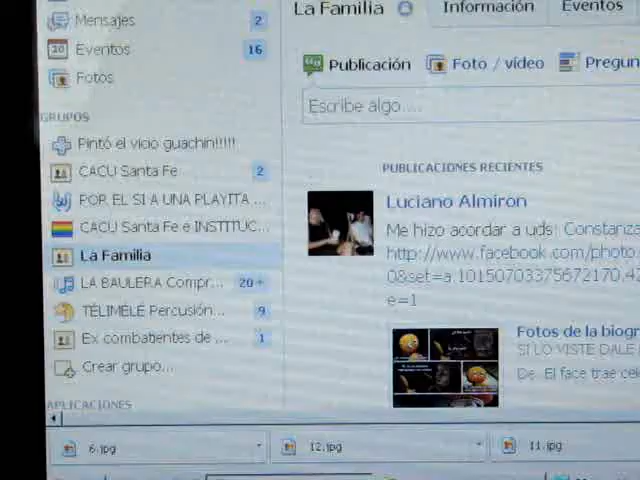 Mensajes 2
Eventos 16
Fotos
GRUPOS
Pintó el vicio guachin!!!!!
CACU Santa Fe 2
POR EL SI A UNA PLAYITA ...
CACU Santa Fe e INSTITUC...
La Familia
LA BAULERA Compr... 20+
TÉLIMELÉ Percusión... 9
Ex combatientes de ... 1
Crear grupo...
APLICACIONES
La Familia
Información
Eventos
Publicación
Foto / vídeo
Pregun
Escribe algo....
PUBLICACIONES RECIENTES
Luciano Almiron
Me hizo acordar a uds: Constanza
http://www.facebook.com/photo.
0&set=a.10150703375672170.42
e=1
Fotos de la biogr
SI LO VISTE DALE
De: El face trae cel
6.jpg
12.jpg
11.jpg